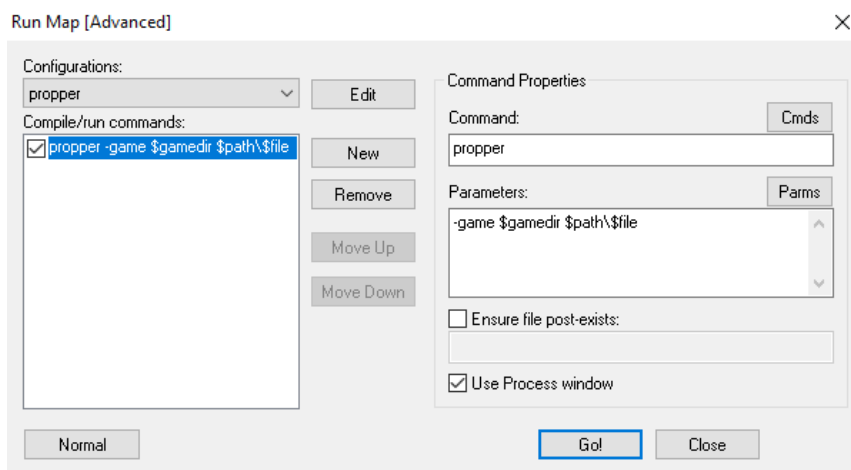 Run Map [Advanced]
Configurations:
propper
Edit
Compile/run commands:
propper -game $gamedir $path\$file
New
Remove
Move Up
Move Down
Normal
Command Properties
Command:
Cmds
propper
Parameters:
Parms
-game $gamedir $path\$file
Ensure file post-exists:
Use Process window
Go!
Close